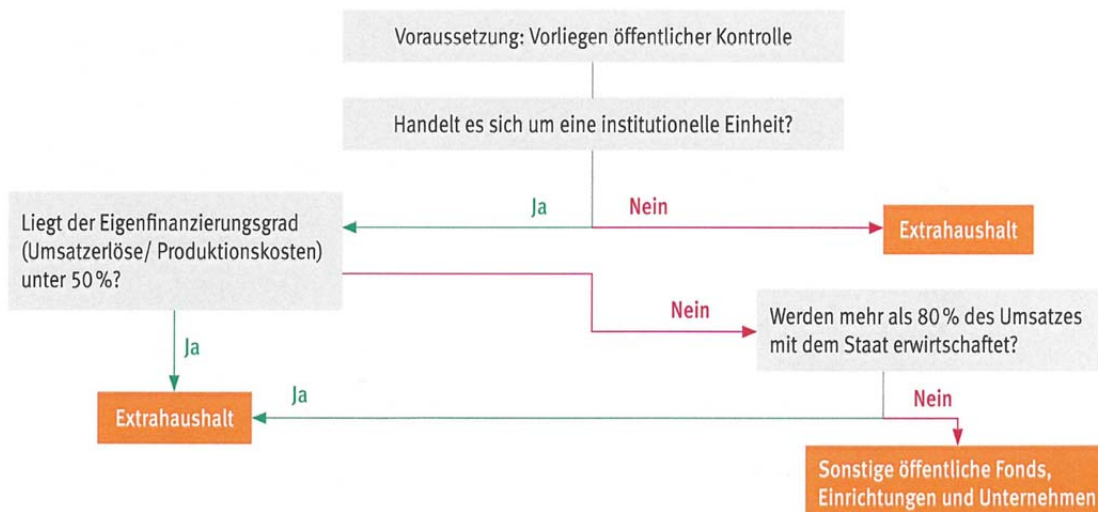 Voraussetzung: Vorliegen öffentlicher Kontrolle
Handelt es sich um eine institutionelle Einheit?
Ja
Nein
Liegt der Eigenfinanzierungsgrad
(Umsatzerlöse/ Produktionskosten)
unter 50 %?
Extrahaushalt
Nein
Werden mehr als 80 % des Umsatzes
mit dem Staat erwirtschaftet?
Ja
Ja
Extrahaushalt
Nein
Sonstige öffentliche Fonds,
Einrichtungen und Unternehmen